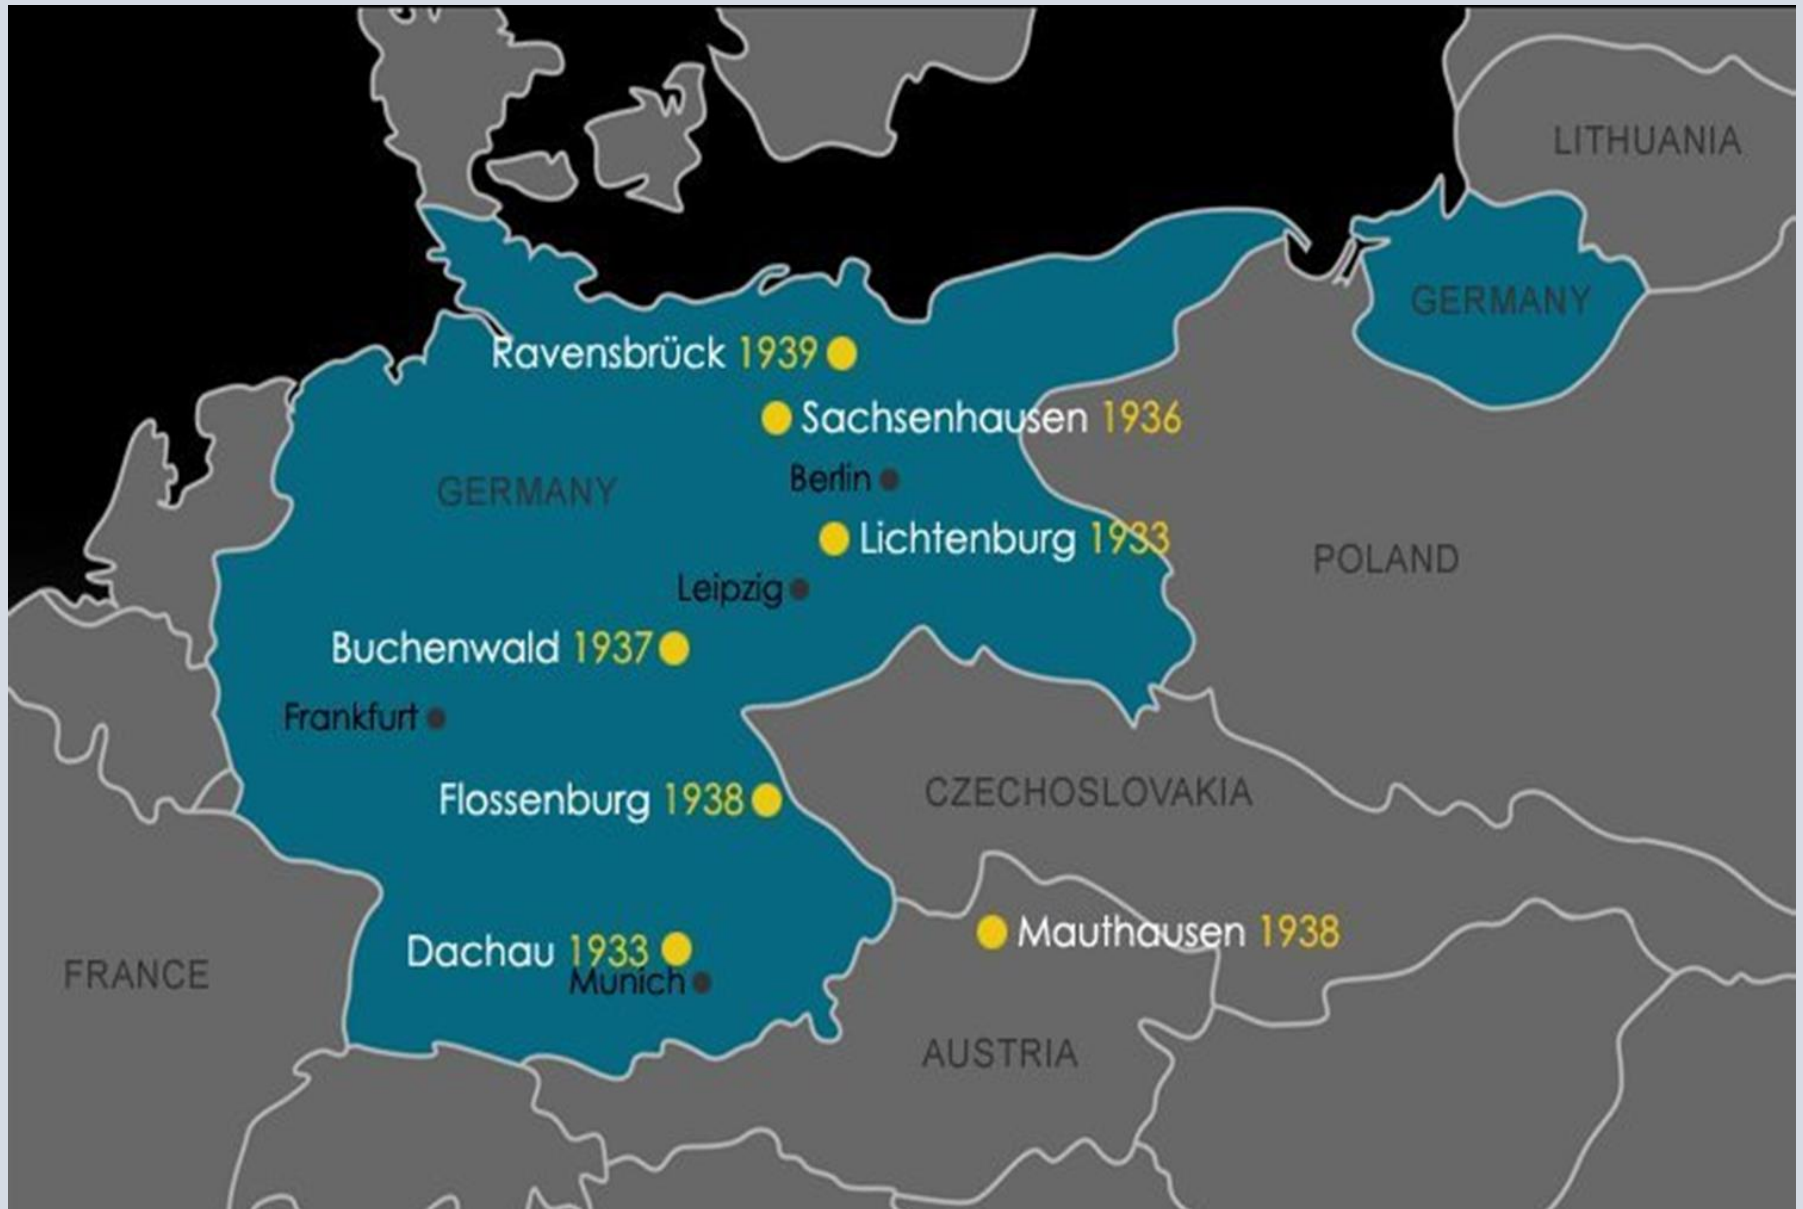 LITHUANIA
GERMANY
Ravensbrück 1939
Sachsenhausen 1936
Berlin
GERMANY
Lichtenburg 1933
POLAND
Leipzig
Buchenwald 1937
Frankfurt
CZECHOSLOVAKIA
Flossenburg 1938
Mauthausen 1938
Dachau 1933
Munich
FRANCE
AUSTRIA